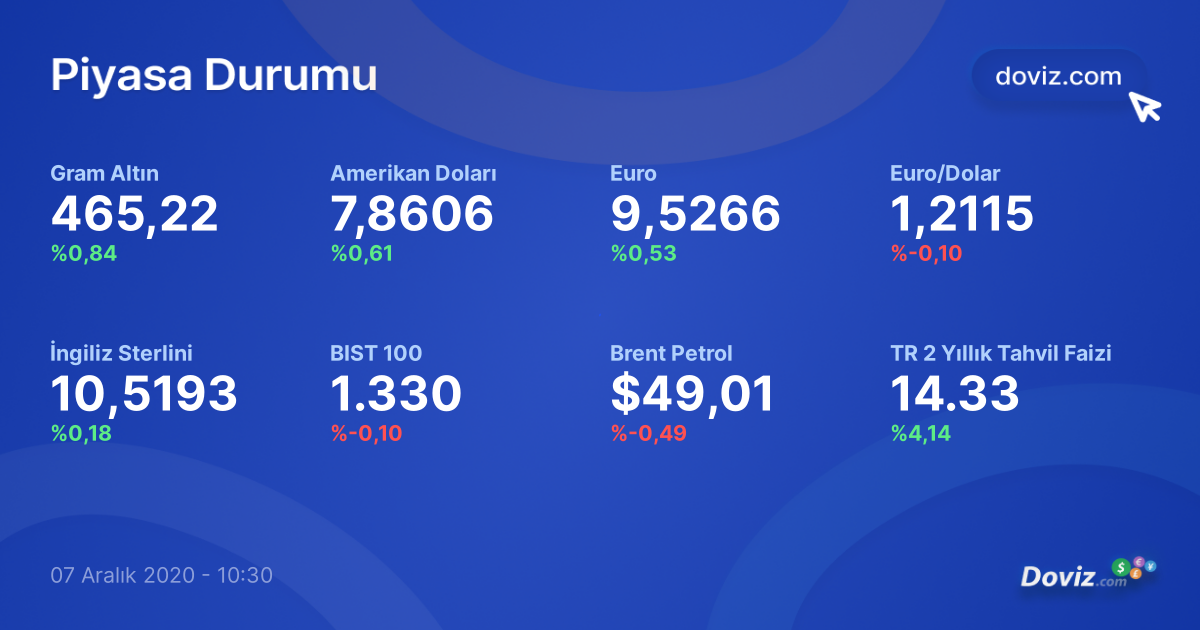 Piyasa Durumu
doviz.com
Gram Altın
465,22
%0,84
Amerikan Doları
7,8606
%0,61
Euro
9,5266
%0,53
Euro/Dolar
1,2115
%-0,10
İngiliz Sterlini
10,5193
%0,18
BIST 100
1.330
%-0,10
Brent Petrol
$49,01
%-0,49
TR 2 Yıllık Tahvil Faizi
14.33
%4,14
07 Aralık 2020 - 10:30
Doviz.com
$ € £ ¥